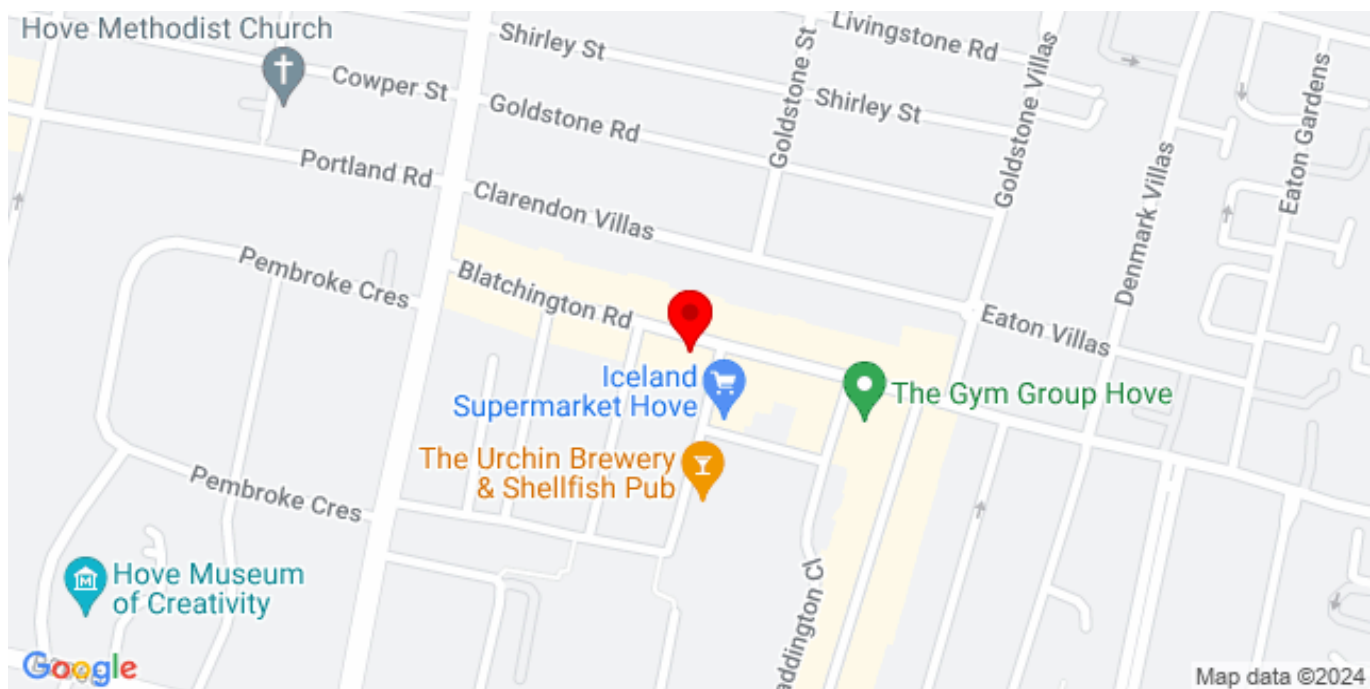 Hove Methodist Church
Shirley St
Goldstone St
Livingstone Rd
Goldstone Villas
Eaton Gardens
Cowper St
Goldstone Rd
Shirley St
Portland Rd
Clarendon Villas
Denmark Villas
Pembroke Cres
Blatchington Rd
Eaton Villas
Iceland
Supermarket Hove
The Gym Group Hove
The Urchin Brewery
& Shellfish Pub
Pembroke Cres
Hove Museum
of Creativity
addington Cl
Google
Map data ©2024